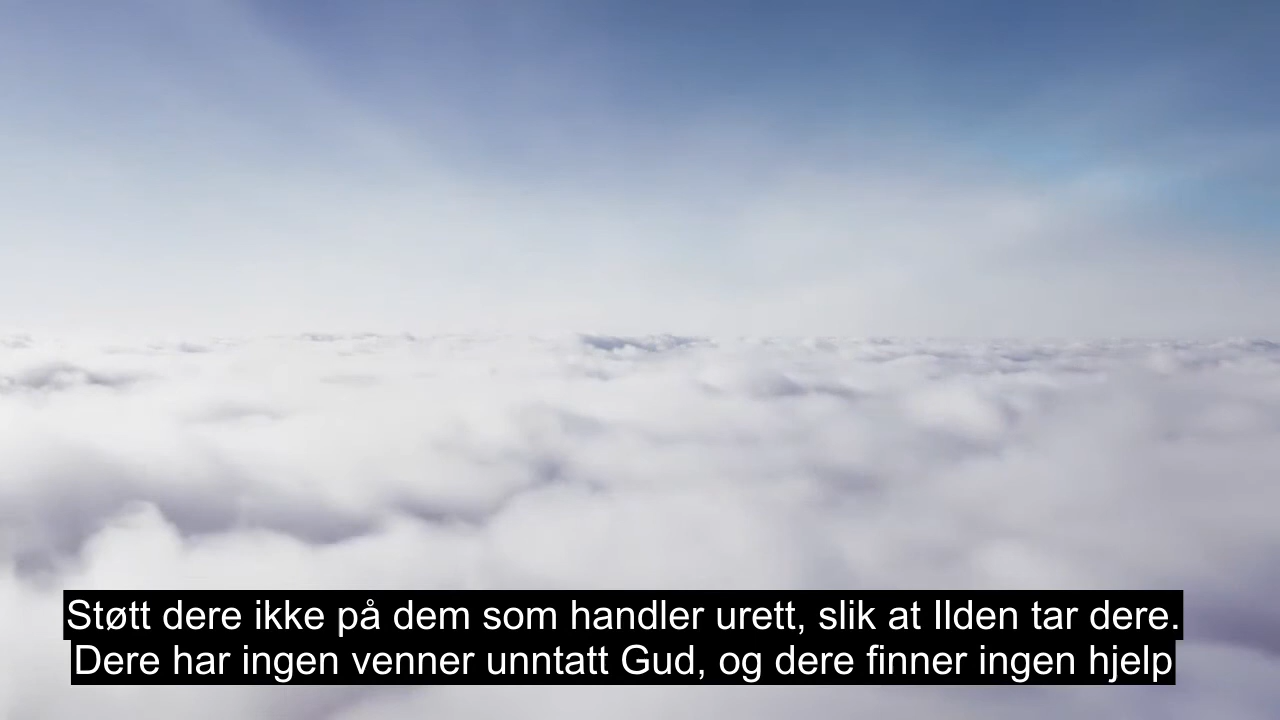 Støtt dere ikke på dem som handler urett, slik at Ilden tar dere.
Dere har ingen venner unntatt Gud, og dere finner ingen hjelp